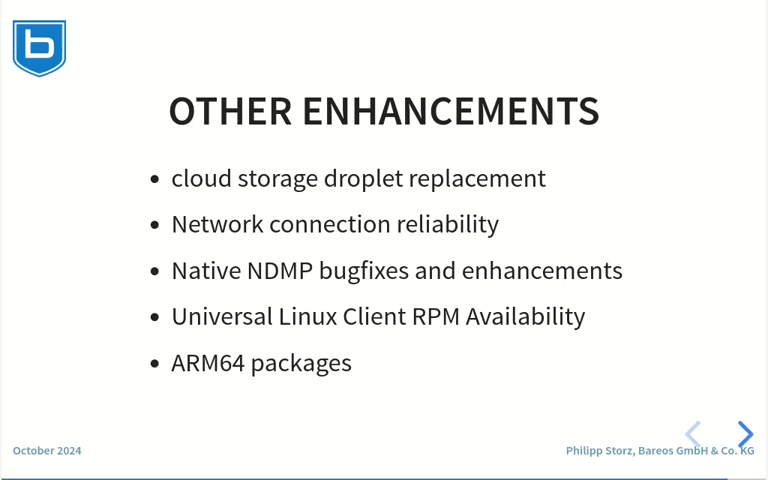 b
OTHER ENHANCEMENTS
• cloud storage droplet replacement
• Network connection reliability
• Native NDMP bugfixes and enhancements
• Universal Linux Client RPM Availability
• ARM64 packages
October 2024
Philipp Storz, Bareos GmbH & Co. KG